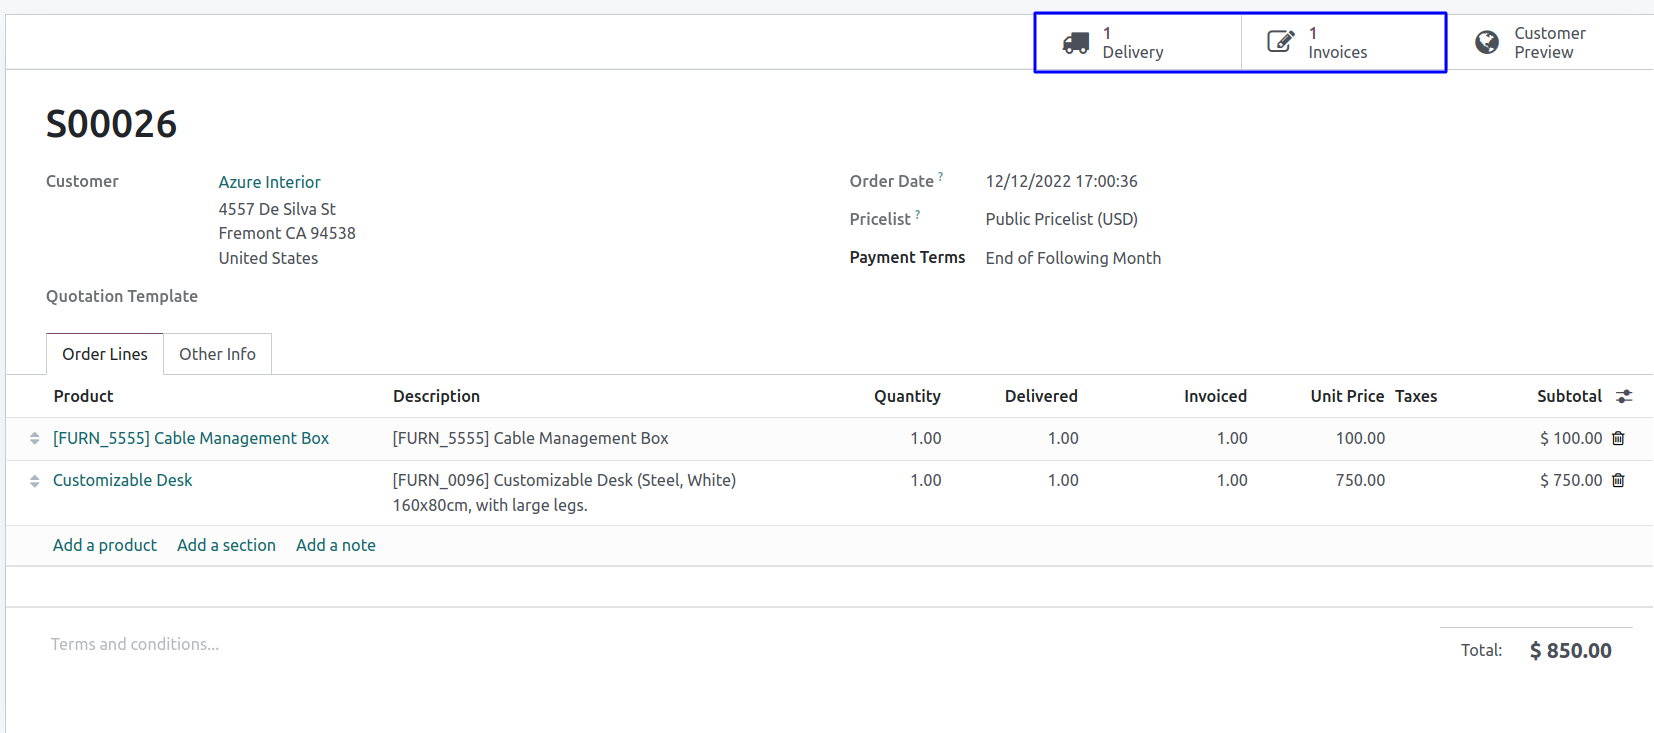 1 Delivery
1 Invoices
Customer Preview
S00026
Customer
Azure Interior
4557 De Silva St
Fremont CA 94538
United States
Quotation Template
Order Date ? 12/12/2022 17:00:36
Pricelist ? Public Pricelist (USD)
Payment Terms End of Following Month
Order Lines Other Info
Product Description Quantity Delivered Invoiced Unit Price Taxes Subtotal
[FURN_5555] Cable Management Box [FURN_5555] Cable Management Box 1.00 1.00 1.00 100.00 $ 100.00
Customizable Desk [FURN_0096] Customizable Desk (Steel, White) 1.00 1.00 1.00 750.00 $ 750.00
160x80cm, with large legs.
Add a product Add a section Add a note
Terms and conditions...
Total: $ 850.00